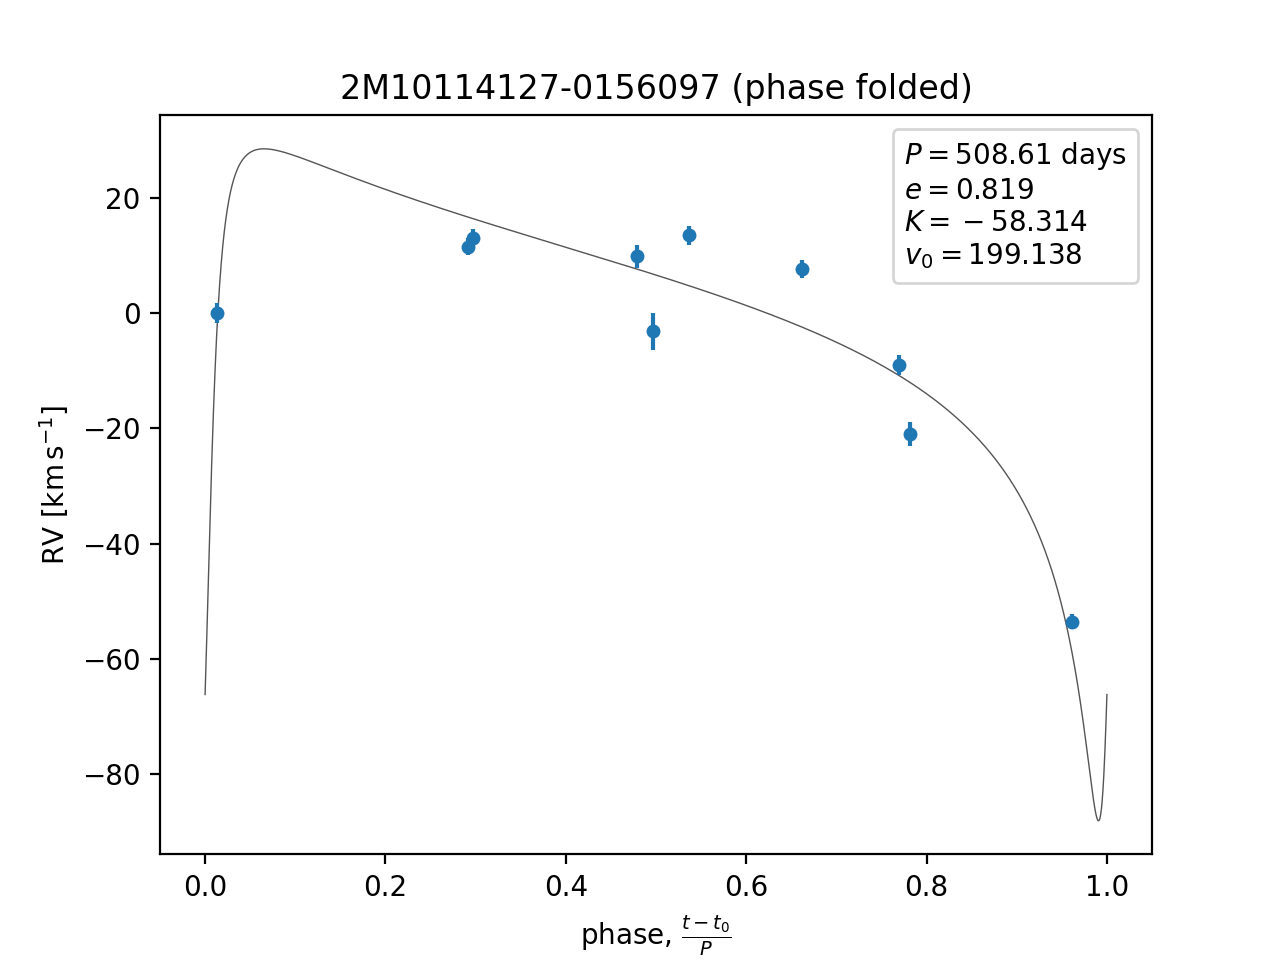 2M10114127-0156097 (phase folded)
P = 508.61 days
e = 0.819
K = −58.314
v₀ = 199.138
20
0
−20
−40
−60
−80
RV [km s⁻¹]
0.0 0.2 0.4 0.6 0.8 1.0
phase, (t − t₀)/P